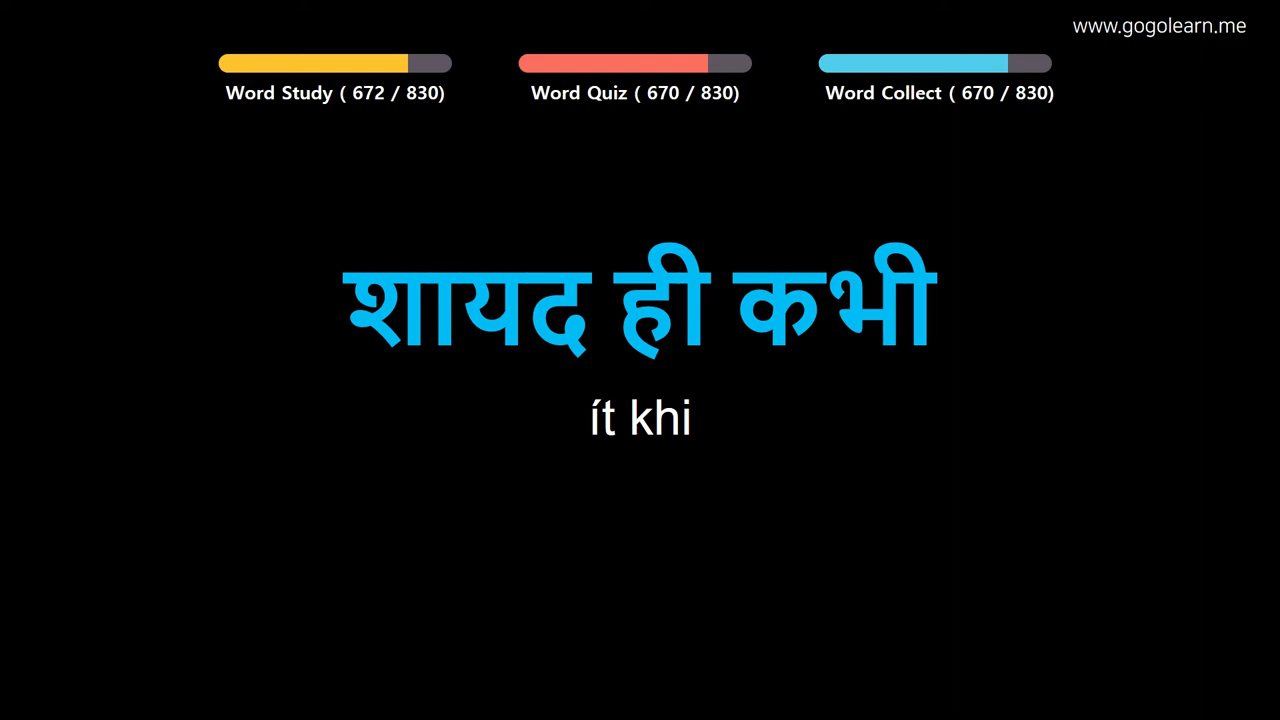 www.gogolearn.me
Word Study ( 672 / 830)
Word Quiz ( 670 / 830)
Word Collect ( 670 / 830)
शायद ही कभी
ít khi